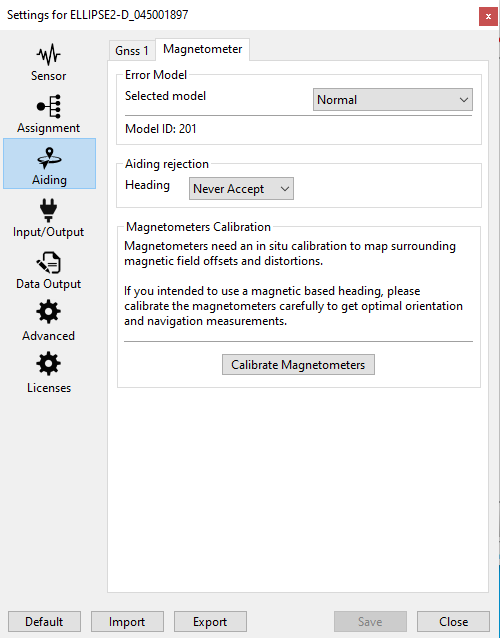 Settings for ELLIPSE2-D_045001897
x
Sensor
Assignment
Aiding
Input/Output
Data Output
Advanced
Licenses
Gnss 1
Magnetometer
Error Model
Selected model
Normal
Model ID: 201
Aiding rejection
Heading
Never Accept
Magnetometers Calibration
Magnetometers need an in situ calibration to map surrounding
magnetic field offsets and distortions.
If you intended to use a magnetic based heading, please
calibrate the magnetometers carefully to get optimal orientation
and navigation measurements.
Calibrate Magnetometers
Default
Import
Export
Save
Close